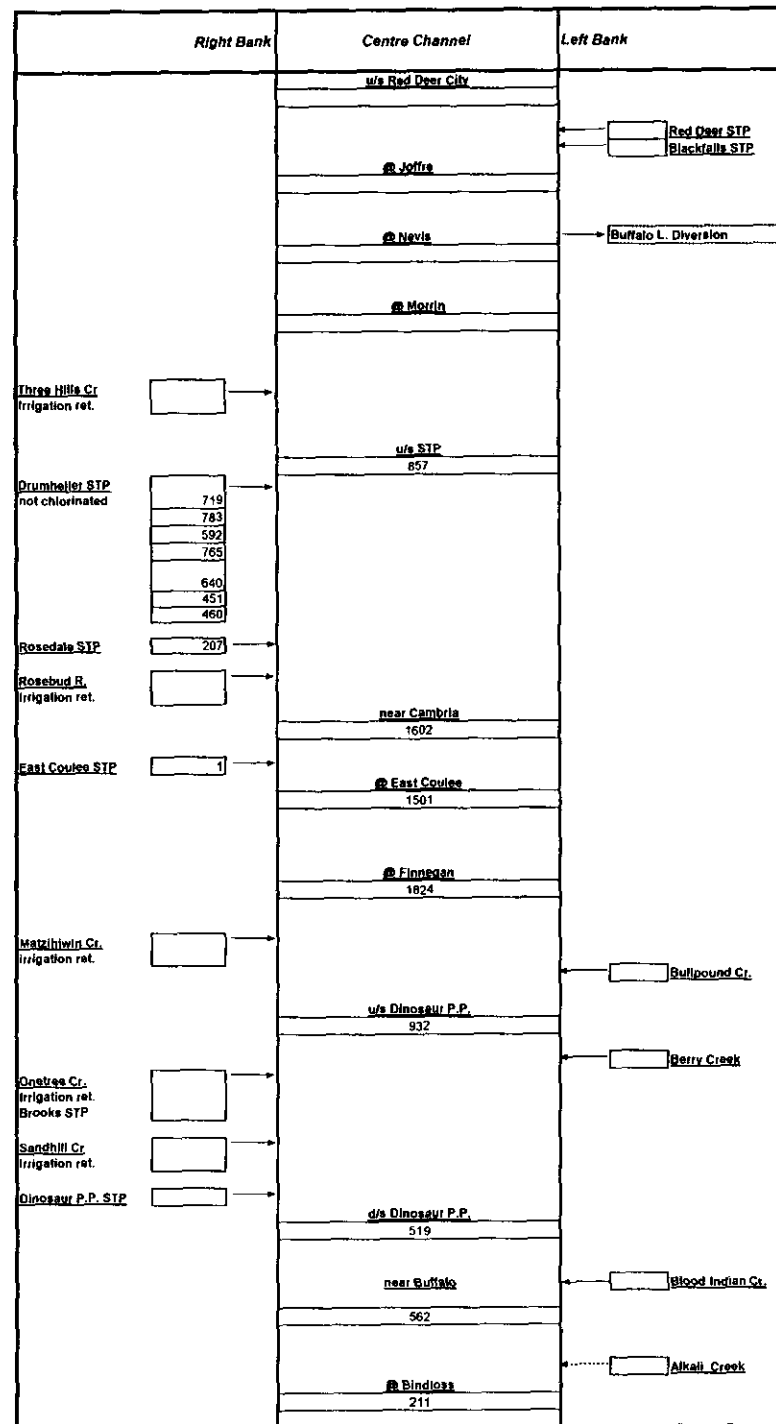 Right Bank
Centre Channel
Left Bank
u/s Red Deer City
Red Deer STP
Blackfalls STP
@ Joffre
@ Nevis
Buffalo L. Diversion
@ Morrin
Three Hills Cr
Irrigation ret.
u/s STP
857
Drumheller STP
not chlorinated
719
783
592
765
640
451
460
Rosedale STP
207
Rosebud R.
Irrigation ret.
near Cambria
1602
East Coulee STP
1
@ East Coulee
1501
@ Finnegan
1824
Matzihiwin Cr.
irrigation ret.
Bullpound Cr.
u/s Dinosaur P.P.
932
Berry Creek
Onetree Cr.
Irrigation ret.
Brooks STP
Sandhill Cr
Irrigation ret.
Dinosaur P.P. STP
d/s Dinosaur P.P.
519
near Buffalo
Blood Indian Cr.
562
Alkali Creek
@ Bindloss
211